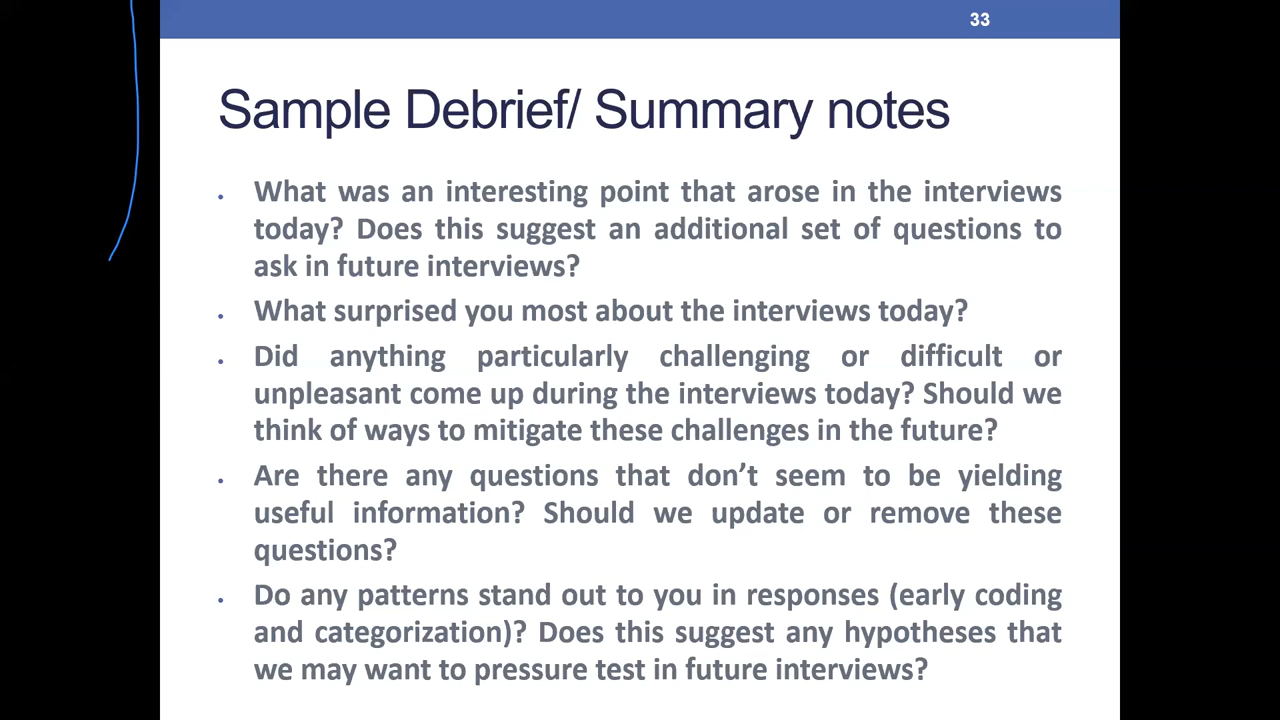 33
Sample Debrief/ Summary notes
• What was an interesting point that arose in the interviews
today? Does this suggest an additional set of questions to
ask in future interviews?
• What surprised you most about the interviews today?
• Did anything particularly challenging or difficult or
unpleasant come up during the interviews today? Should we
think of ways to mitigate these challenges in the future?
• Are there any questions that don’t seem to be yielding
useful information? Should we update or remove these
questions?
• Do any patterns stand out to you in responses (early coding
and categorization)? Does this suggest any hypotheses that
we may want to pressure test in future interviews?